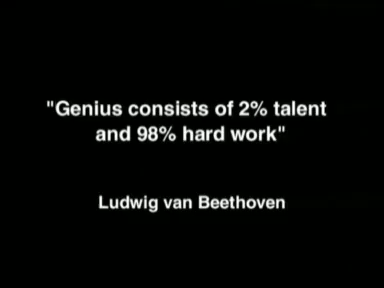 "Genius consists of 2% talent
and 98% hard work"
Ludwig van Beethoven